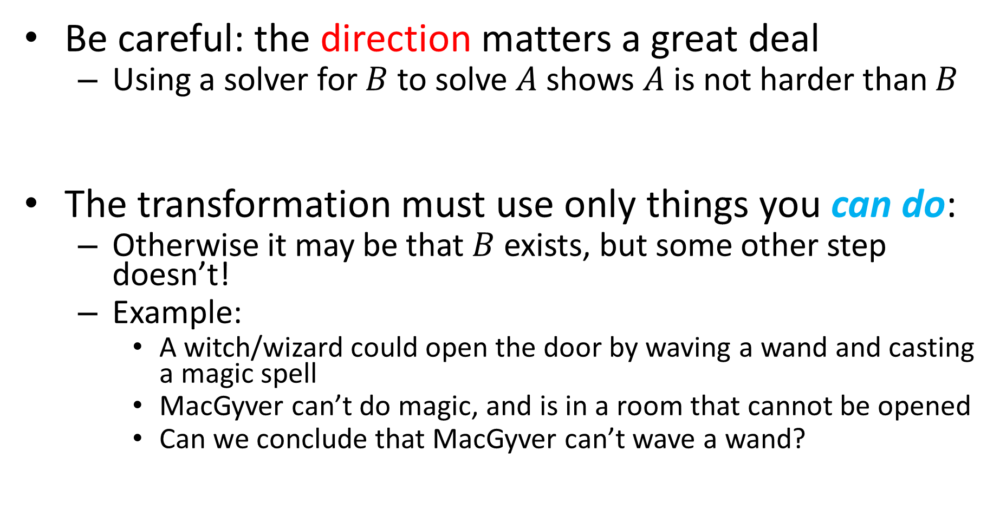 • Be careful: the direction matters a great deal
– Using a solver for B to solve A shows A is not harder than B
• The transformation must use only things you can do:
– Otherwise it may be that B exists, but some other step
doesn’t!
– Example:
• A witch/wizard could open the door by waving a wand and casting
a magic spell
• MacGyver can’t do magic, and is in a room that cannot be opened
• Can we conclude that MacGyver can’t wave a wand?